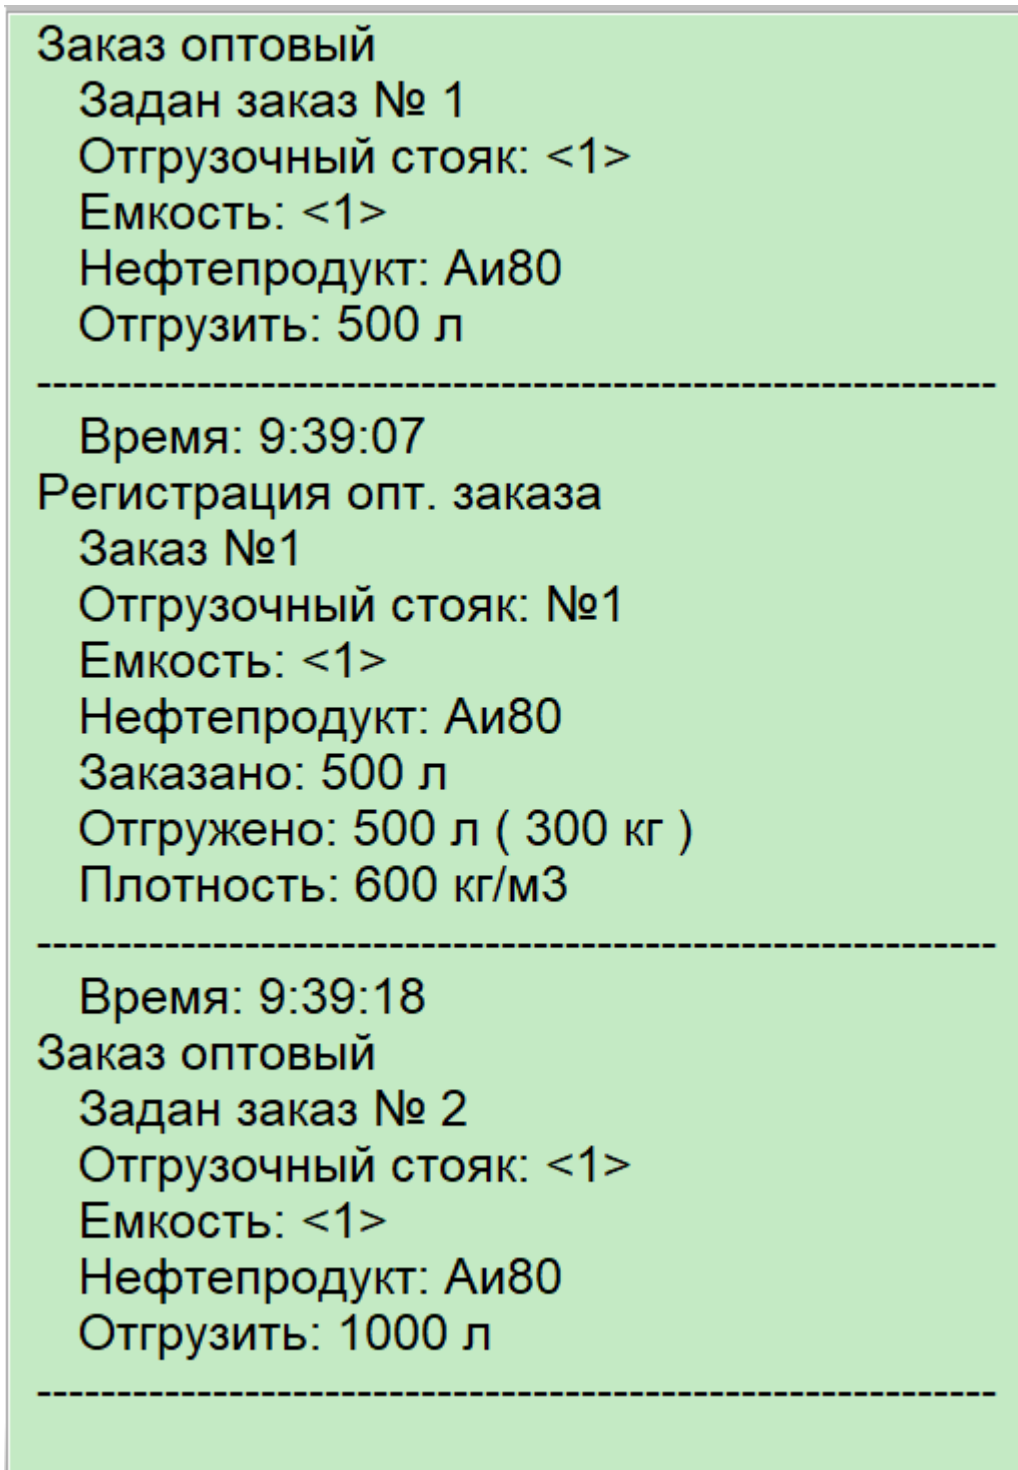 Заказ оптовый
Задан заказ № 1
Отгрузочный стояк: <1>
Емкость: <1>
Нефтепродукт: Аи80
Отгрузить: 500 л
------------------------------------------------------------
Время: 9:39:07
Регистрация опт. заказа
Заказ №1
Отгрузочный стояк: №1
Емкость: <1>
Нефтепродукт: Аи80
Заказано: 500 л
Отгружено: 500 л ( 300 кг )
Плотность: 600 кг/м3
------------------------------------------------------------
Время: 9:39:18
Заказ оптовый
Задан заказ № 2
Отгрузочный стояк: <1>
Емкость: <1>
Нефтепродукт: Аи80
Отгрузить: 1000 л
------------------------------------------------------------